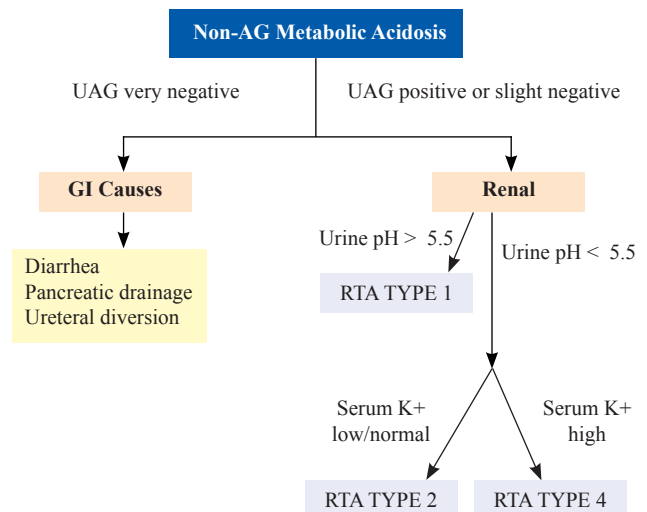 Non-AG Metabolic Acidosis
UAG very negative
UAG positive or slight negative
GI Causes
Renal
Diarrhea
Pancreatic drainage
Ureteral diversion
Urine pH > 5.5
Urine pH < 5.5
RTA TYPE 1
Serum K+
low/normal
Serum K+
high
RTA TYPE 2
RTA TYPE 4